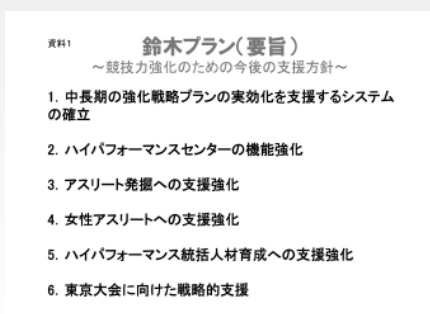 資料1
鈴木プラン(要旨)
～競技力強化のための今後の支援方針～
1. 中長期の強化戦略プランの実効化を支援するシステム
の確立
2. ハイパフォーマンスセンターの機能強化
3. アスリート発掘への支援強化
4. 女性アスリートへの支援強化
5. ハイパフォーマンス統括人材育成への支援強化
6. 東京大会に向けた戦略的支援